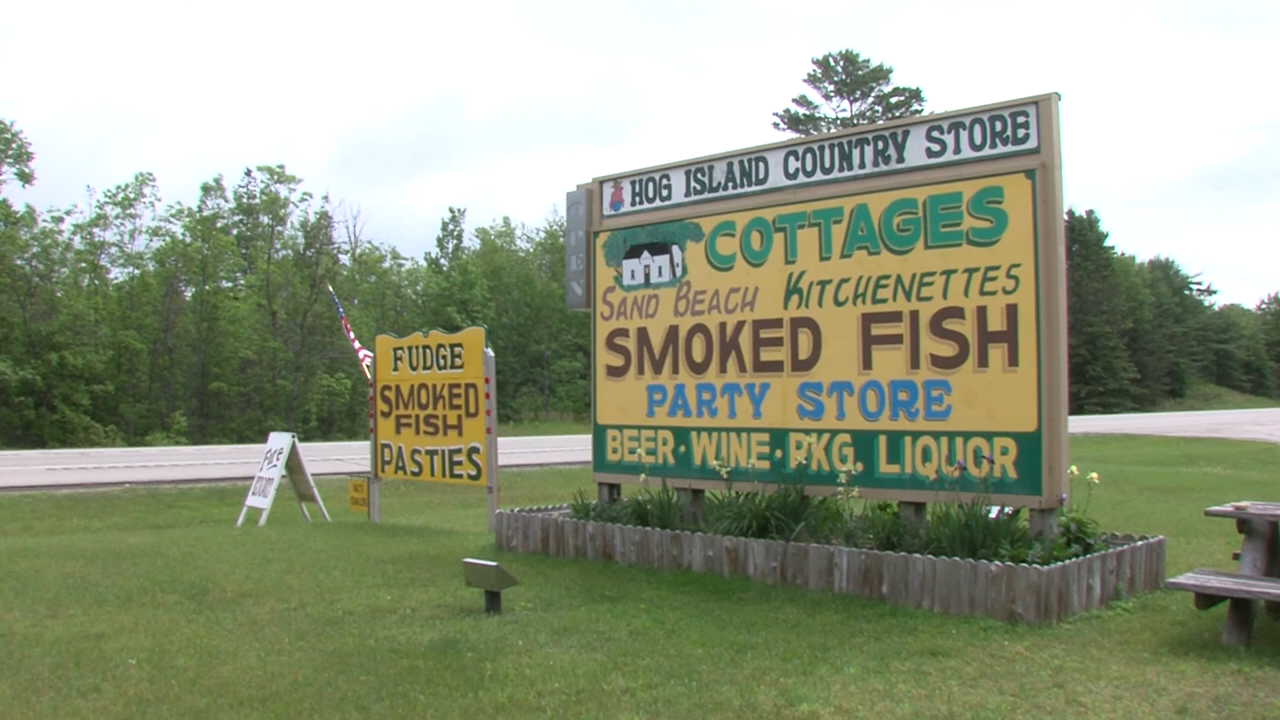 HOG ISLAND COUNTRY STORE
COTTAGES
SAND BEACH KITCHENETTES
SMOKED FISH
PARTY STORE
BEER · WINE · PKG. LIQUOR
OPEN
FUDGE
SMOKED
FISH
PASTIES